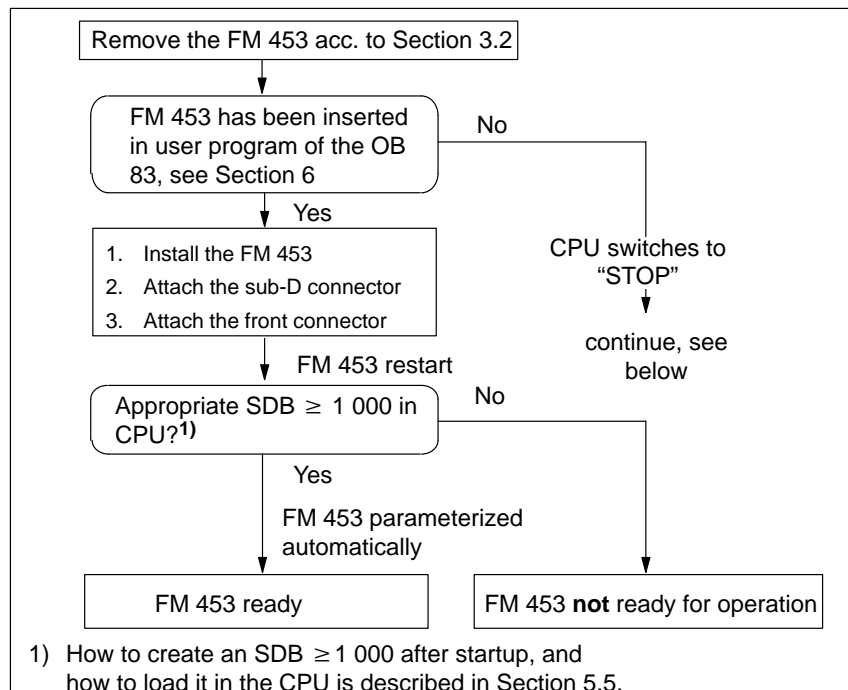 Remove the FM 453 acc. to Section 3.2
FM 453 has been inserted
in user program of the OB
83, see Section 6
No
Yes
1. Install the FM 453
2. Attach the sub-D connector
3. Attach the front connector
CPU switches to
“STOP”
continue, see
below
FM 453 restart
Appropriate SDB ≥ 1 000 in
CPU?1)
No
Yes
FM 453 parameterized
automatically
FM 453 ready
FM 453 not ready for operation
1) How to create an SDB ≥ 1 000 after startup, and
how to load it in the CPU is described in Section 5.5.